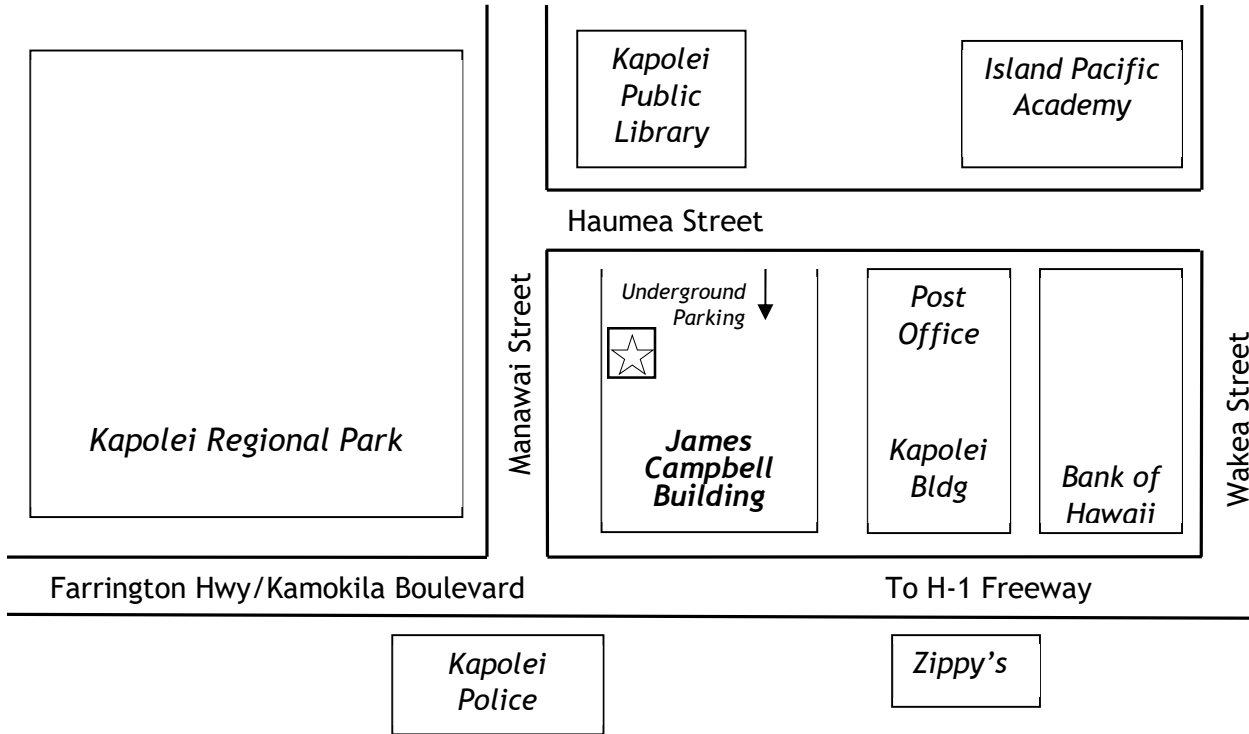 Kapolei
Public
Library
Island Pacific
Academy
Haumea Street
Underground
Parking
Post
Office
Manawai Street
Wakea Street
Kapolei Regional Park
James
Campbell
Building
Kapolei
Bldg
Bank of
Hawaii
Farrington Hwy/Kamokila Boulevard
To H-1 Freeway
Kapolei
Police
Zippy’s